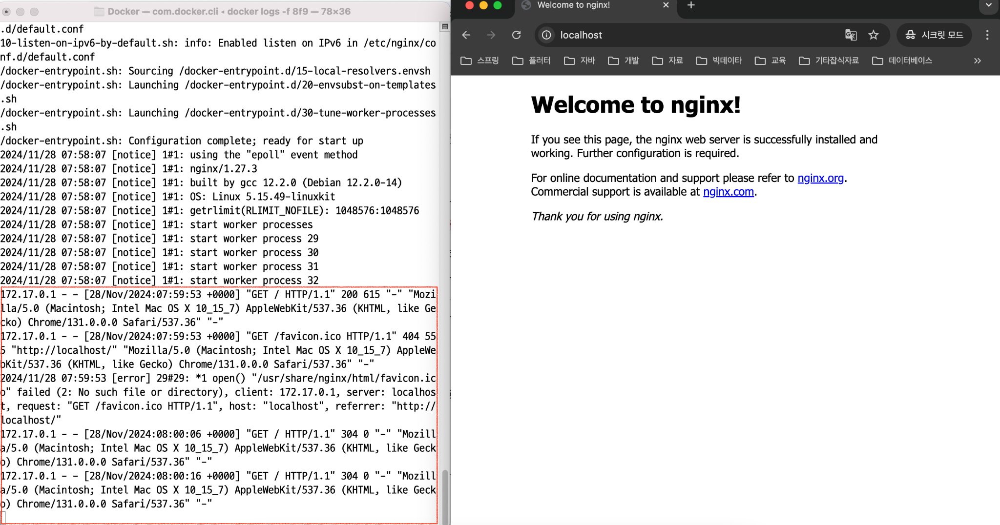 Docker — com.docker.cli ◂ docker logs -f 8f9 — 78×36
.d/default.conf
10-listen-on-ipv6-by-default.sh: info: Enabled listen on IPv6 in /etc/nginx/co
nf.d/default.conf
/docker-entrypoint.sh: Sourcing /docker-entrypoint.d/15-local-resolvers.envsh
/docker-entrypoint.sh: Launching /docker-entrypoint.d/20-envsubst-on-templates
.sh
/docker-entrypoint.sh: Launching /docker-entrypoint.d/30-tune-worker-processes
.sh
/docker-entrypoint.sh: Configuration complete; ready for start up
2024/11/28 07:58:07 [notice] 1#1: using the "epoll" event method
2024/11/28 07:58:07 [notice] 1#1: nginx/1.27.3
2024/11/28 07:58:07 [notice] 1#1: built by gcc 12.2.0 (Debian 12.2.0-14)
2024/11/28 07:58:07 [notice] 1#1: OS: Linux 5.15.49-linuxkit
2024/11/28 07:58:07 [notice] 1#1: getrlimit(RLIMIT_NOFILE): 1048576:1048576
2024/11/28 07:58:07 [notice] 1#1: start worker processes
2024/11/28 07:58:07 [notice] 1#1: start worker process 29
2024/11/28 07:58:07 [notice] 1#1: start worker process 30
2024/11/28 07:58:07 [notice] 1#1: start worker process 31
2024/11/28 07:58:07 [notice] 1#1: start worker process 32
172.17.0.1 - - [28/Nov/2024:07:59:53 +0000] "GET / HTTP/1.1" 200 615 "-" "Mozi
lla/5.0 (Macintosh; Intel Mac OS X 10_15_7) AppleWebKit/537.36 (KHTML, like Ge
cko) Chrome/131.0.0.0 Safari/537.36" "-"
172.17.0.1 - - [28/Nov/2024:07:59:53 +0000] "GET /favicon.ico HTTP/1.1" 404 55
5 "http://localhost/" "Mozilla/5.0 (Macintosh; Intel Mac OS X 10_15_7) AppleWe
bKit/537.36 (KHTML, like Gecko) Chrome/131.0.0.0 Safari/537.36" "-"
2024/11/28 07:59:53 [error] 29#29: *1 open() "/usr/share/nginx/html/favicon.ic
o" failed (2: No such file or directory), client: 172.17.0.1, server: localhos
t, request: "GET /favicon.ico HTTP/1.1", host: "localhost", referrer: "http://
localhost/"
172.17.0.1 - - [28/Nov/2024:08:00:06 +0000] "GET / HTTP/1.1" 304 0 "-" "Mozill
a/5.0 (Macintosh; Intel Mac OS X 10_15_7) AppleWebKit/537.36 (KHTML, like Geck
o) Chrome/131.0.0.0 Safari/537.36" "-"
172.17.0.1 - - [28/Nov/2024:08:00:16 +0000] "GET / HTTP/1.1" 304 0 "-" "Mozill
a/5.0 (Macintosh; Intel Mac OS X 10_15_7) AppleWebKit/537.36 (KHTML, like Geck
o) Chrome/131.0.0.0 Safari/537.36" "-"
Welcome to nginx!
localhost
시크릿 모드
스프링 플러터 자바 개발 자료 빅데이타 교육 기타잡식자료 데이터베이스
Welcome to nginx!
If you see this page, the nginx web server is successfully installed and
working. Further configuration is required.
For online documentation and support please refer to nginx.org.
Commercial support is available at nginx.com.
Thank you for using nginx.